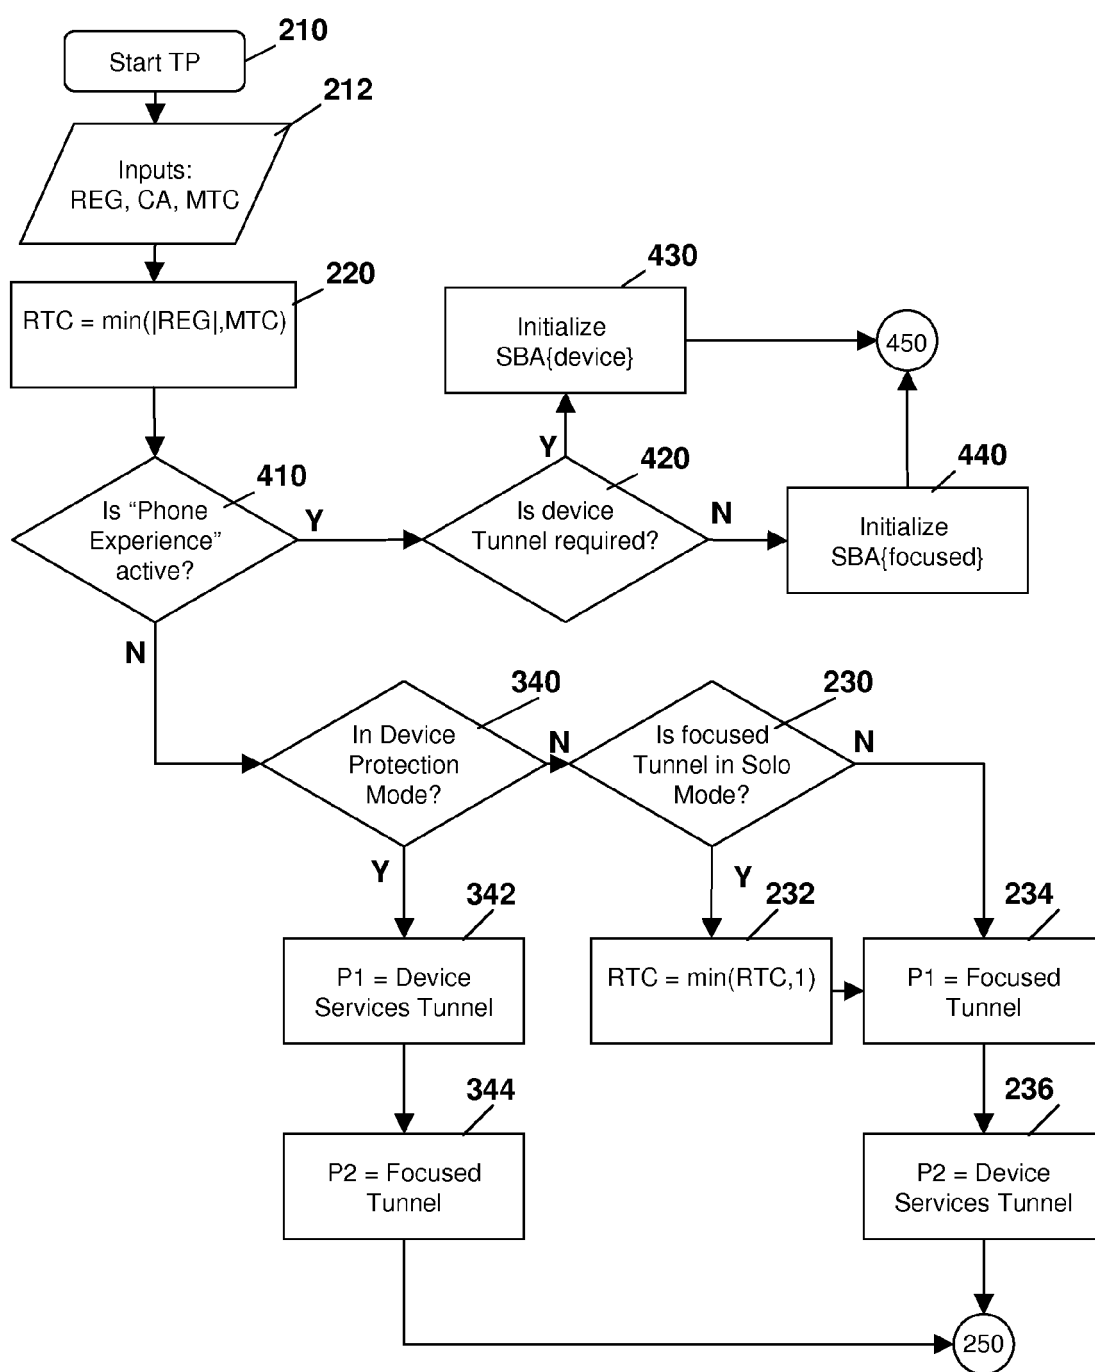 210
Start TP
212
Inputs:
REG, CA, MTC
220
RTC = min(|REG|,MTC)
430
Initialize
SBA{device}
450
410
Is “Phone
Experience”
active?
Y
N
420
Is device
Tunnel required?
Y
N
440
Initialize
SBA{focused}
340
In Device
Protection
Mode?
N
Y
230
Is focused
Tunnel in Solo
Mode?
N
Y
342
P1 = Device
Services Tunnel
232
RTC = min(RTC,1)
234
P1 = Focused
Tunnel
344
P2 = Focused
Tunnel
236
P2 = Device
Services Tunnel
250